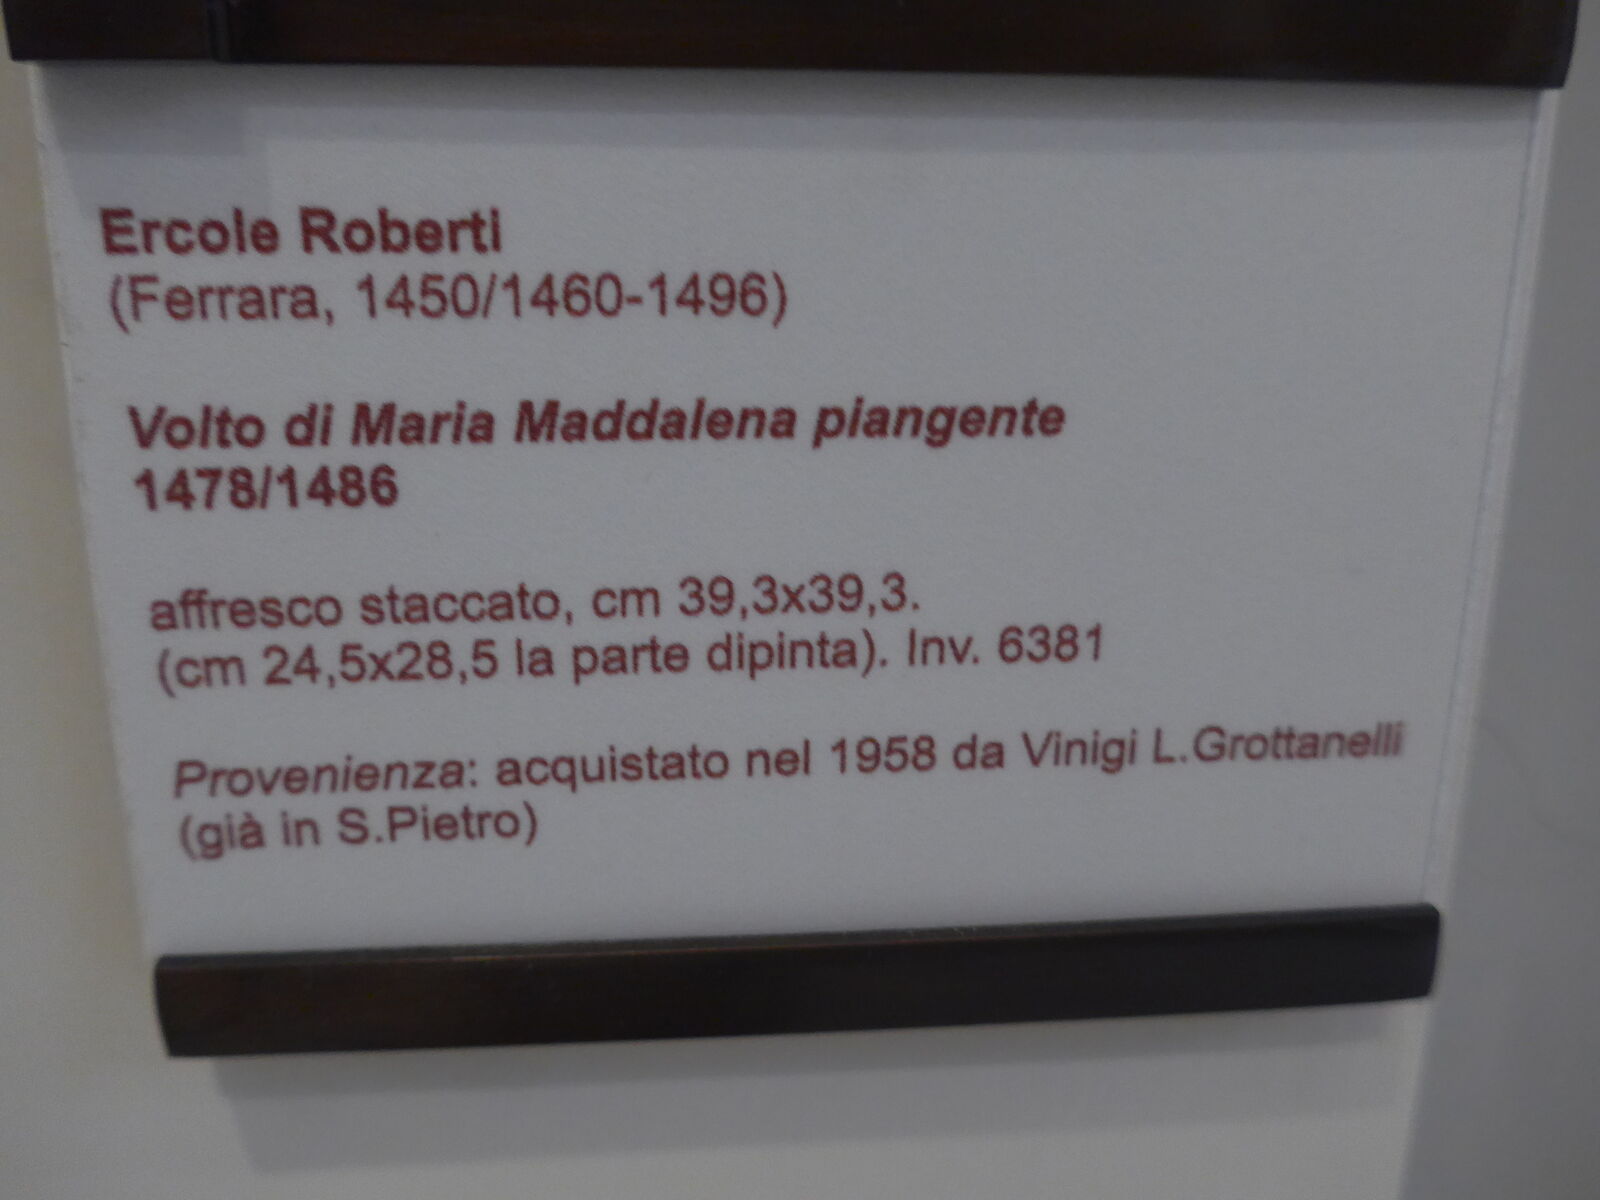 Ercole Roberti
(Ferrara, 1450/1460-1496)
Volto di Maria Maddalena piangente
1478/1486
affresco staccato, cm 39,3x39,3.
(cm 24,5x28,5 la parte dipinta). Inv. 6381
Provenienza: acquistato nel 1958 da Vinigi L.Grottanelli
(già in S.Pietro)